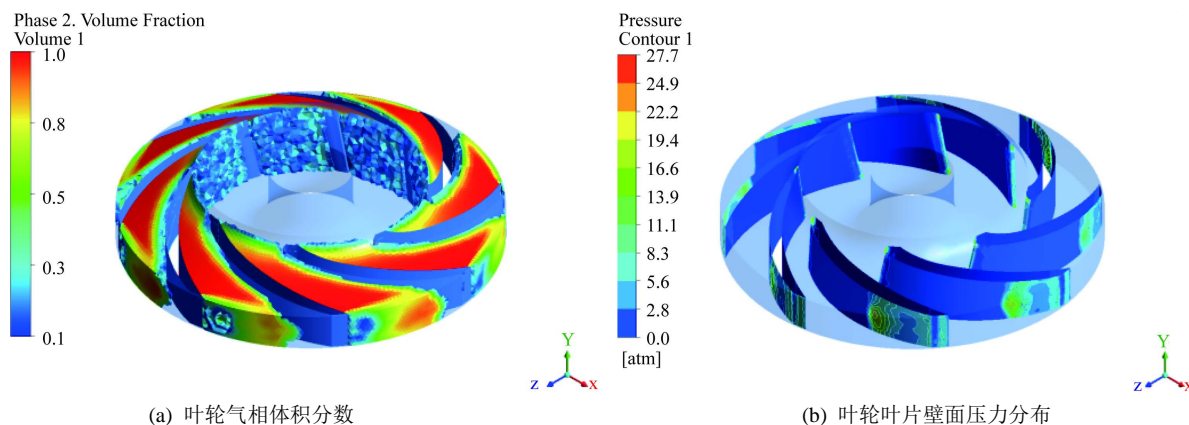 Phase 2. Volume Fraction
Volume 1
1.0
0.8
0.5
0.3
0.1
Y
Z
X
(a) 叶轮气相体积分数
Pressure
Contour 1
27.7
24.9
22.2
19.4
16.6
13.9
11.1
8.3
5.6
2.8
0.0
[atm]
Y
Z
X
(b) 叶轮叶片壁面压力分布